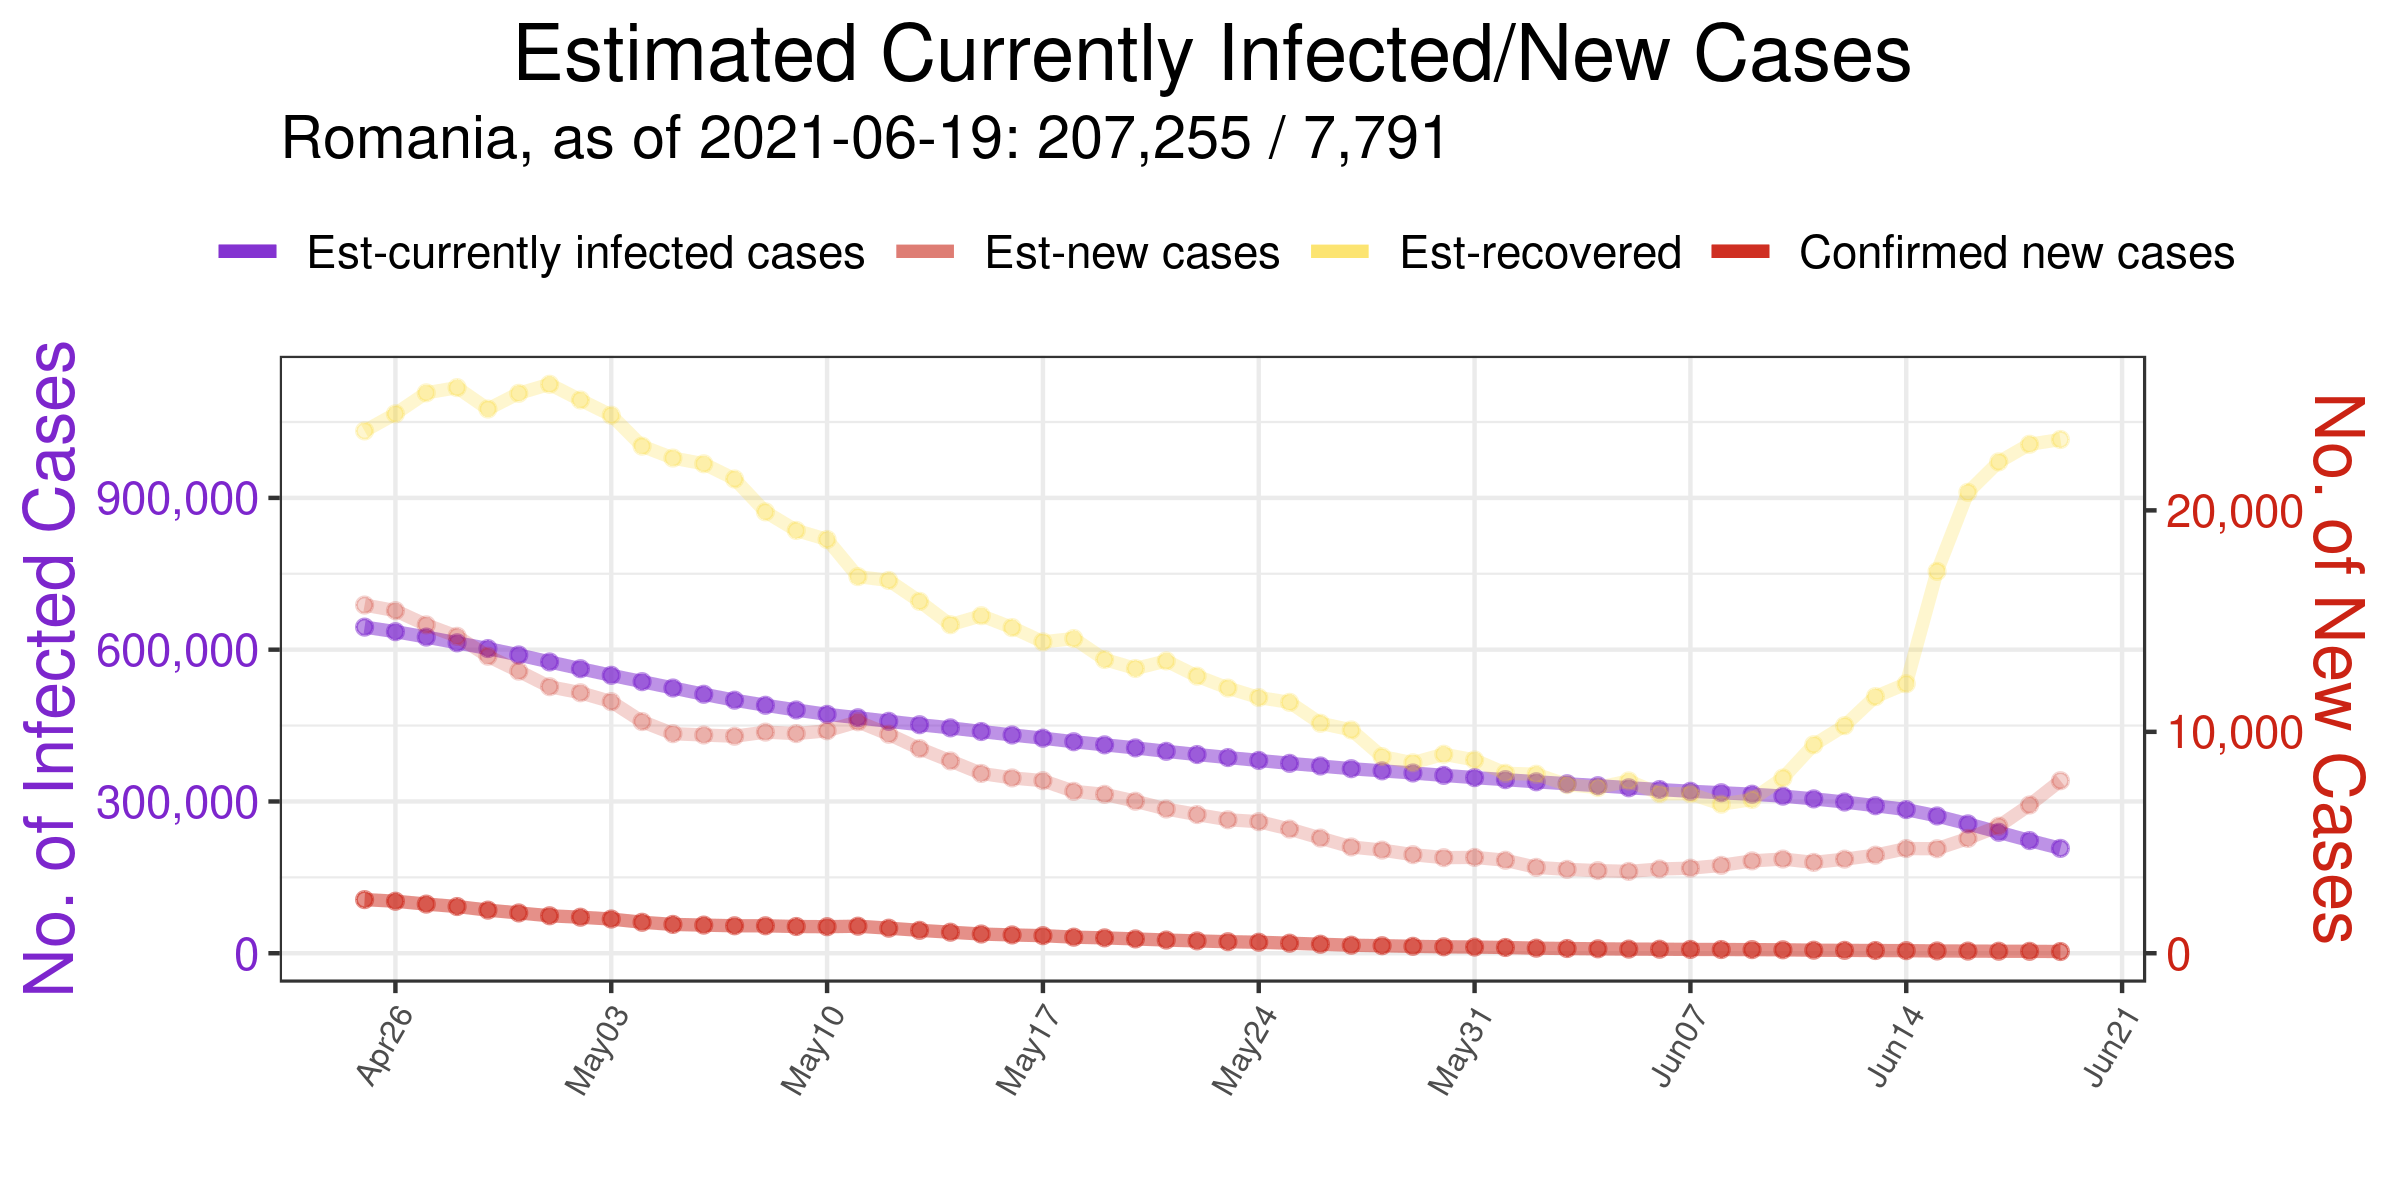 Estimated Currently Infected/New Cases
Romania, as of 2021-06-19: 207,255 / 7,791
Est-currently infected cases Est-new cases Est-recovered Confirmed new cases
No. of Infected Cases
900,000
600,000
300,000
0
20,000
10,000
0
No. of New Cases
Apr26 May03 May10 May17 May24 May31 Jun07 Jun14 Jun21